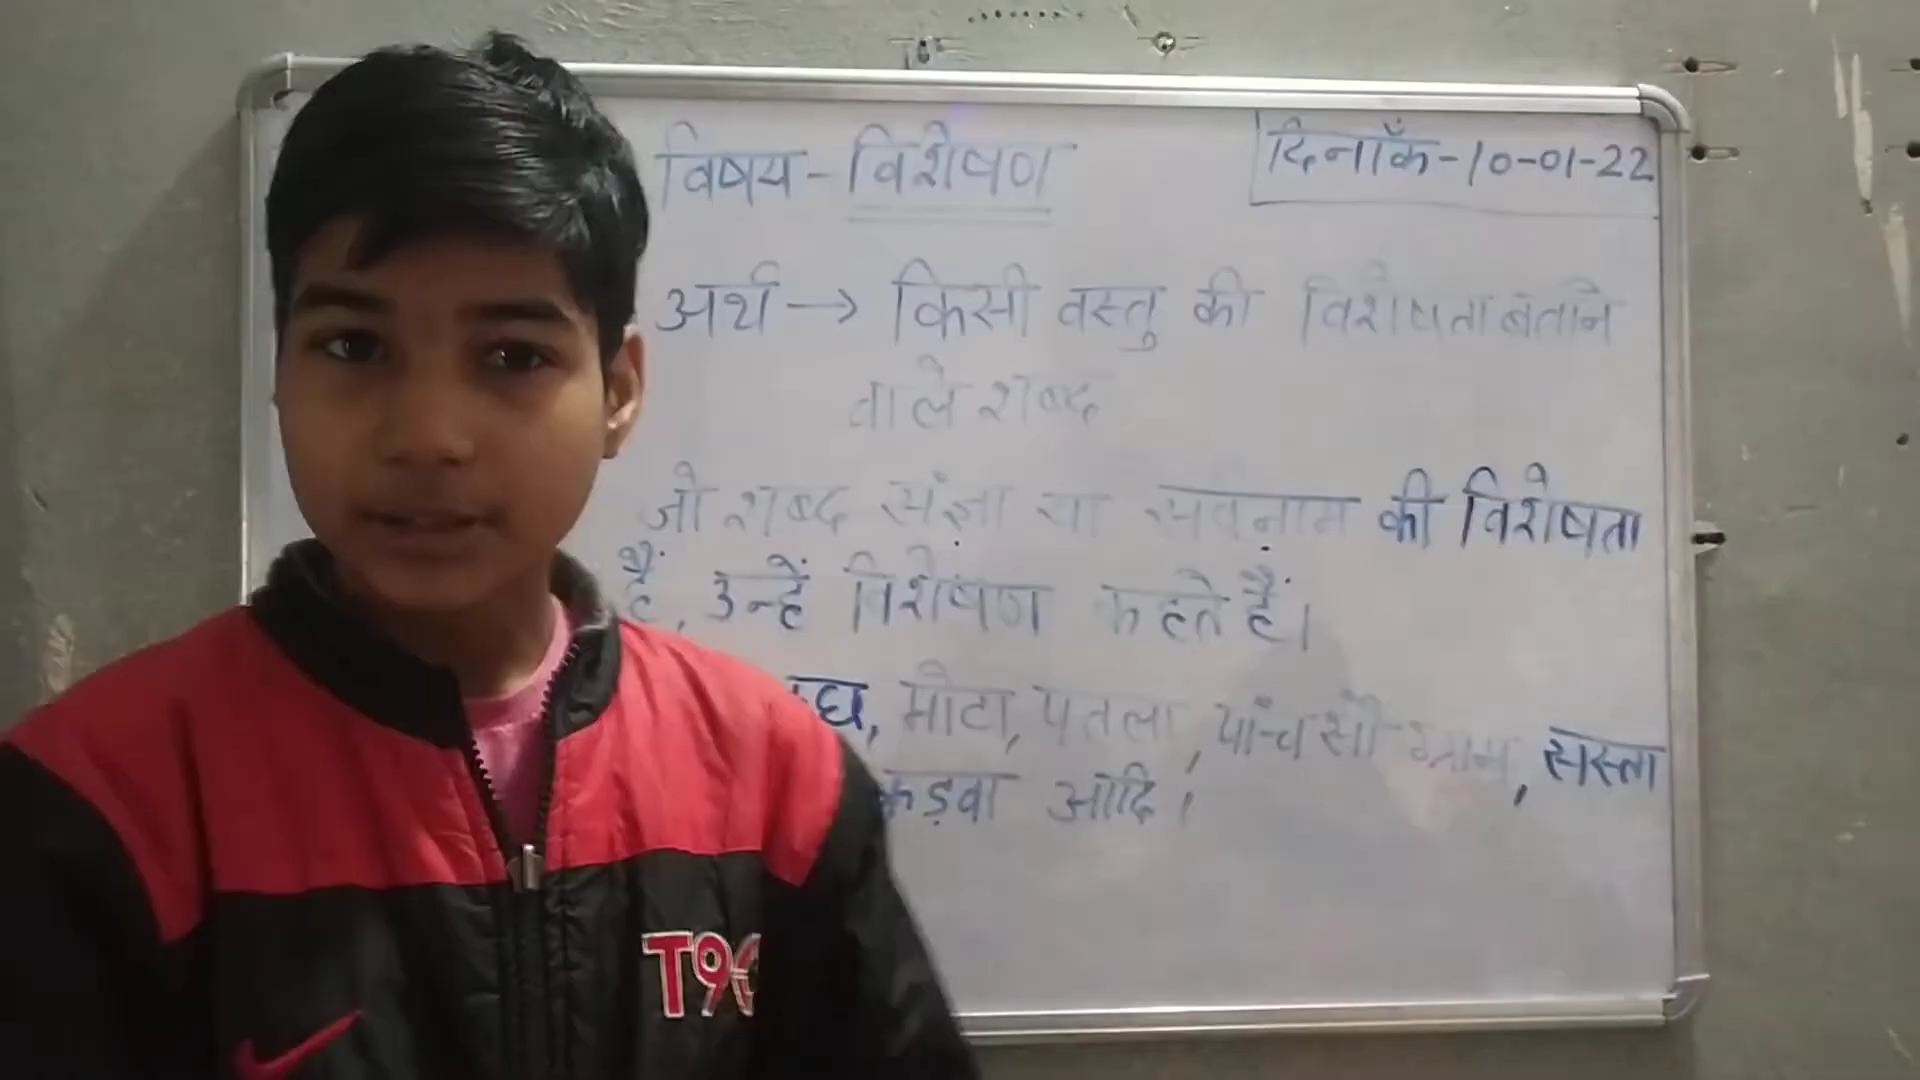 विषय - विशेषण
दिनाँक-10-01-22
अर्थ → किसी वस्तु की विशेषता बताने
वाले शब्द
जो शब्द संज्ञा या सर्वनाम की विशेषता
हैं, उन्हें विशेषण कहते हैं।
मोटा, पतला, पांच सौ ग्राम, सस्ता
कड़वा आदि।
T90